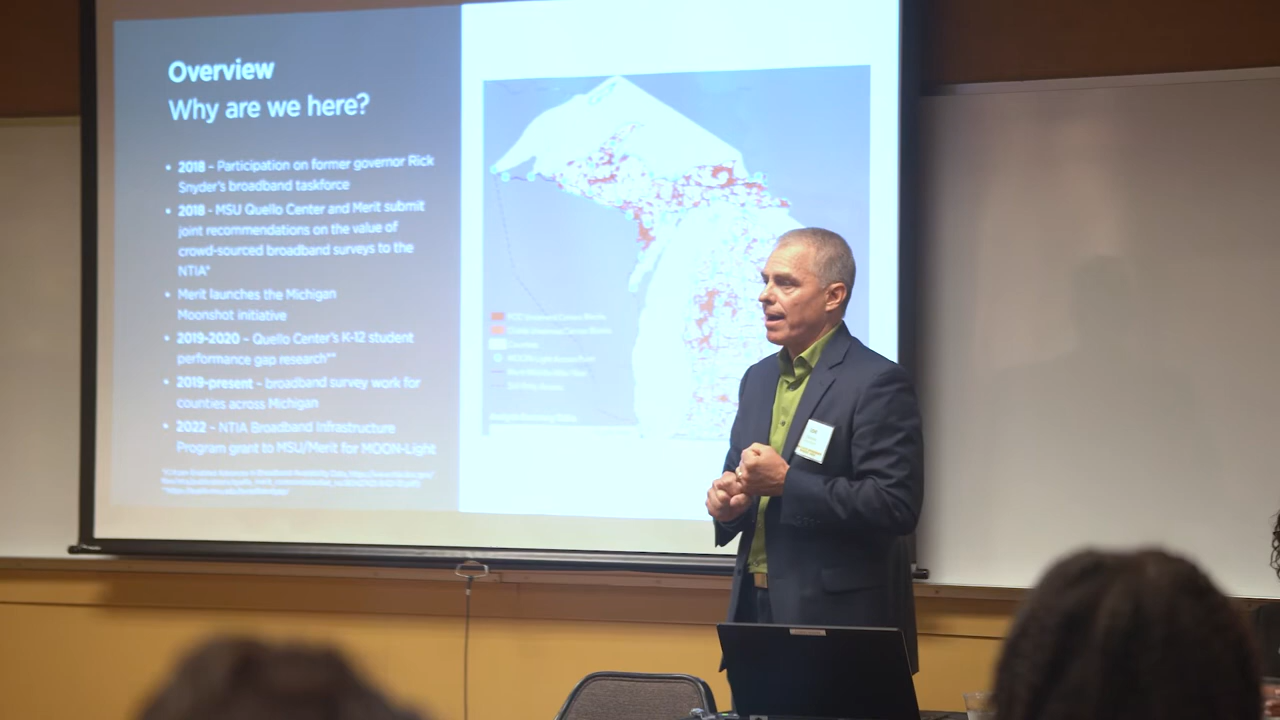 Overview
Why are we here?
• 2018 – Participation on former governor Rick
Snyder's broadband taskforce
• 2018 - MSU Quello Center and Merit submit
joint recommendations on the value of
crowd-sourced broadband surveys to the
NTIA*
• Merit launches the Michigan
Moonshot initiative
• 2019-2020 – Quello Center's K-12 student
performance gap research**
• 2019-present – broadband survey work for
counties across Michigan
• 2022 – NTIA Broadband Infrastructure
Program grant to MSU/Merit for MOON-Light
Counties